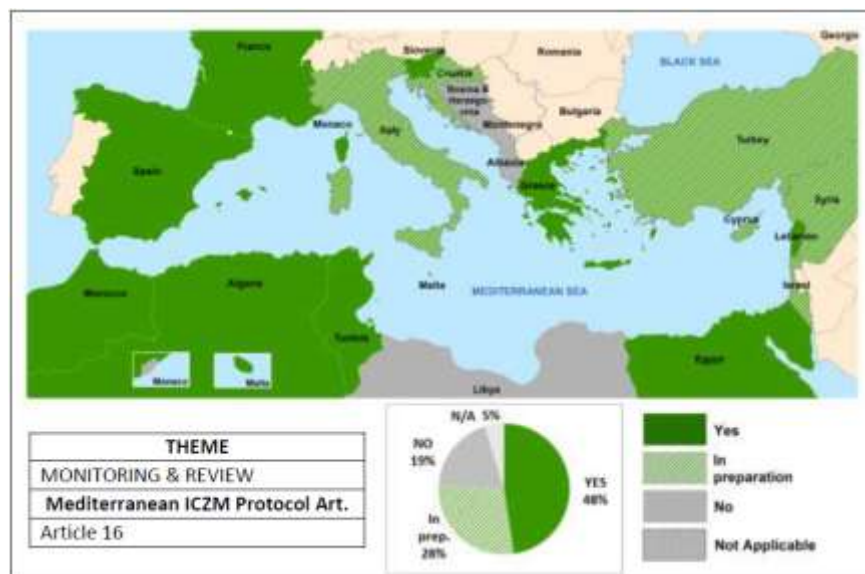 France
Slovenia
Romania
Georgia
Croatia
BLACK SEA
Bosnia &
Herzego-
vina
Monaco
Italy
Montenegro
Bulgaria
Spain
Albania
Turkey
Greece
Syria
Cyprus
Lebanon
Algeria
Malta
MEDITERRANEAN SEA
Israel
Morocco
Tunisia
Egypt
Monaco
Malta
Libya
THEME
MONITORING & REVIEW
Mediterranean ICZM Protocol Art.
Article 16
N/A 5%
NO
19%
YES
48%
In
prep.
28%
Yes
In
preparation
No
Not Applicable